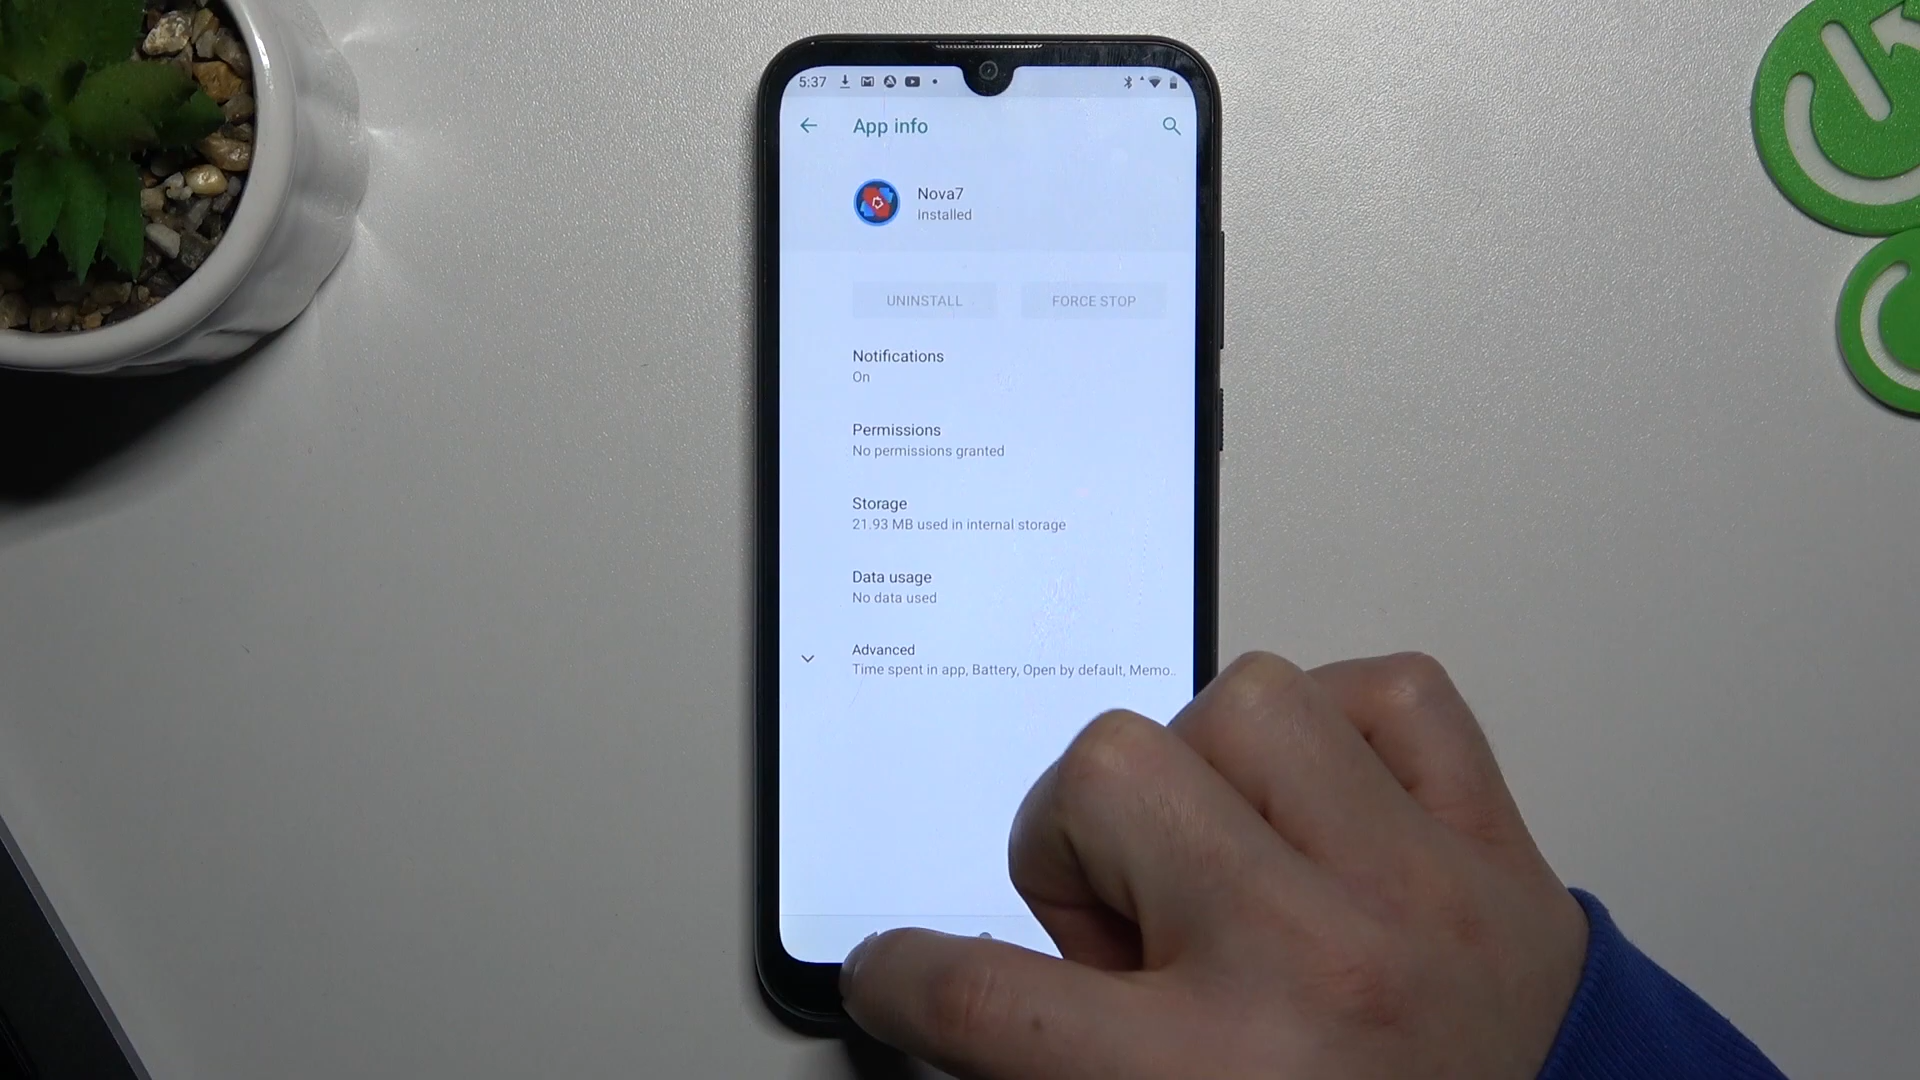 5:37
App info
Nova7
Installed
UNINSTALL
FORCE STOP
Notifications
On
Permissions
No permissions granted
Storage
21.93 MB used in internal storage
Data usage
No data used
Advanced
Time spent in app, Battery, Open by default, Memo..